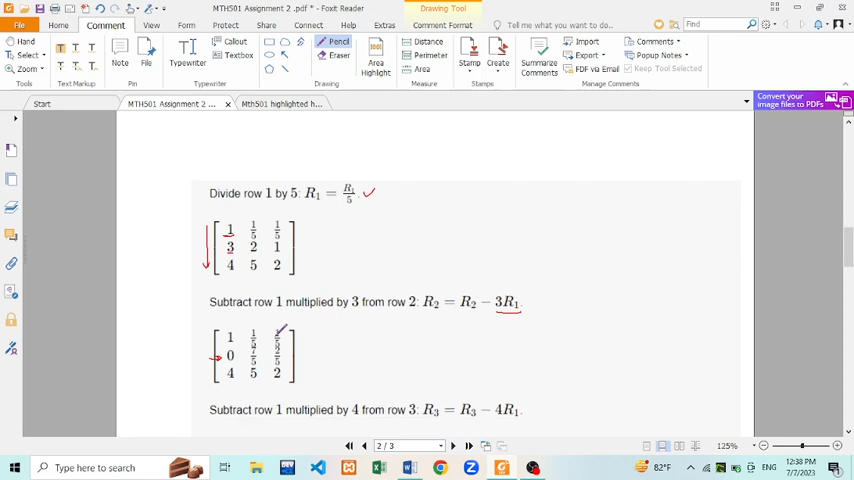 MTH501 Assignment 2 .pdf * - Foxit Reader
Drawing Tool
File Home Comment View Form Protect Share Connect Help Extras Comment Format Tell me what you want to do... Find
Hand
Select
Zoom
Tools
T T T
T T T
Text Markup
Note File
Pin
Typewriter
Callout
Textbox
Typewriter
Pencil
Eraser
Area Highlight
Drawing
Distance
Perimeter
Area
Measure
Stamp Create
Stamps
Summarize Comments
Import
Export
FDF via Email
Comments
Popup Notes
Keep Tool Selected
Manage Comments
Start
MTH501 Assignment 2 ...
Mth501 highlighted h...
Convert your image files to PDFs
Divide row 1 by 5: R₁ = R₁/5.
1 1/5 1/5
3 2 1
4 5 2
Subtract row 1 multiplied by 3 from row 2: R₂ = R₂ − 3R₁.
1 1/5 1/5
0 7/5 2/5
4 5 2
Subtract row 1 multiplied by 4 from row 3: R₃ = R₃ − 4R₁.
2 / 3
125%
Type here to search
82°F
ENG
12:38 PM
7/7/2023